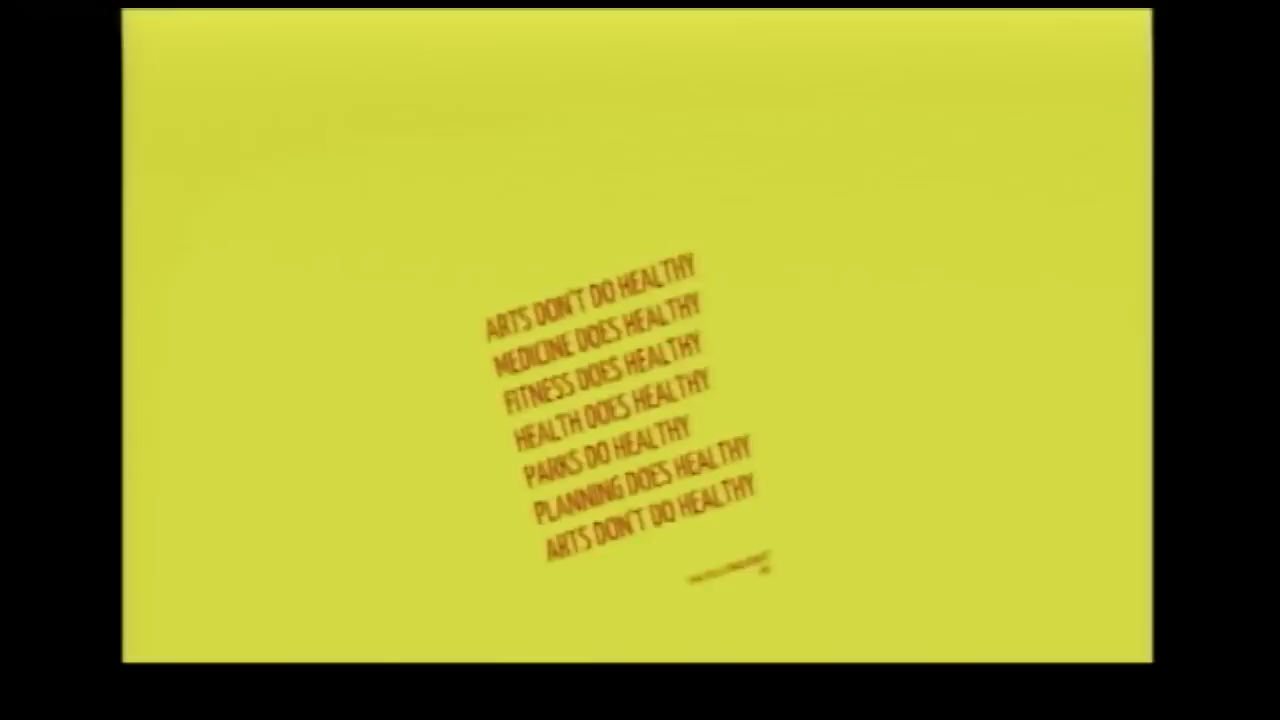 ARTS DON'T DO HEALTHY
MEDICINE DOES HEALTHY
FITNESS DOES HEALTHY
HEALTH DOES HEALTHY
PARKS DO HEALTHY
PLANNING DOES HEALTHY
ARTS DON'T DO HEALTHY